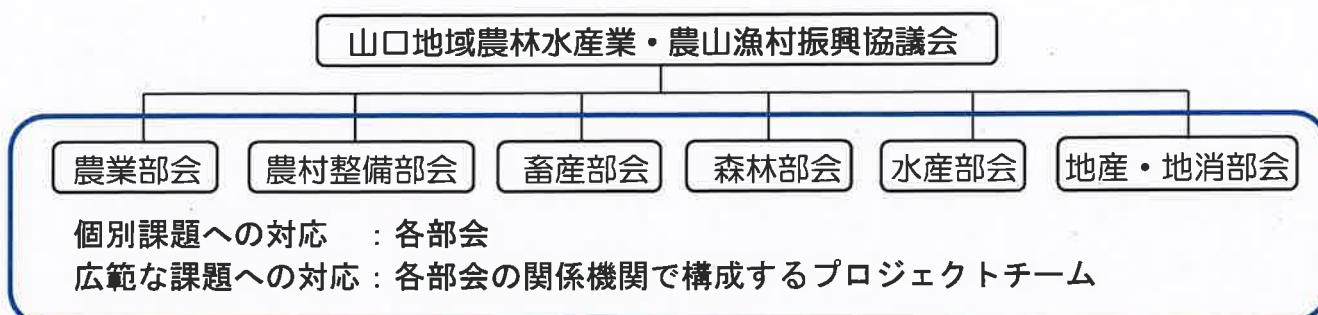 山口地域農林水産業・農山漁村振興協議会
農業部会 農村整備部会 畜産部会 森林部会 水産部会 地産・地消部会
個別課題への対応　：各部会
広範な課題への対応：各部会の関係機関で構成するプロジェクトチーム